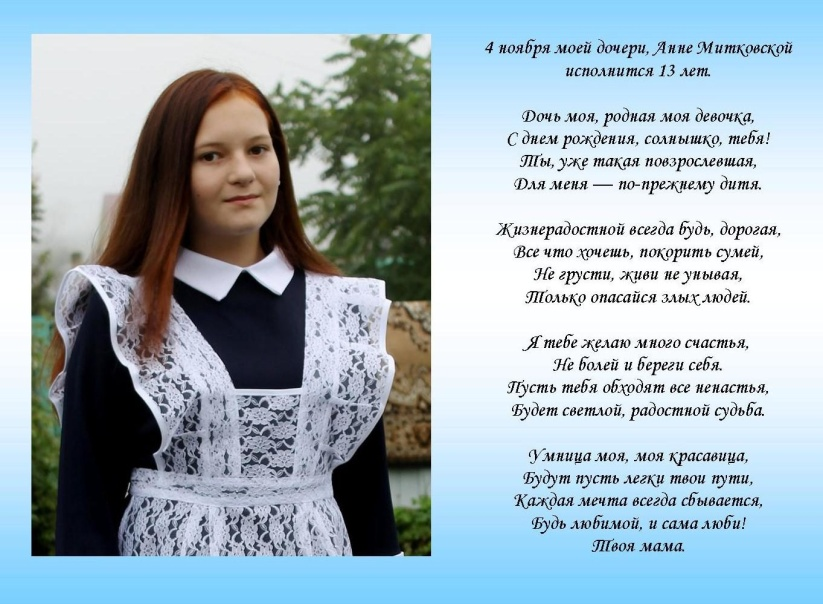 4 ноября моей дочери, Анне Митковской
исполнится 13 лет.
Дочь моя, родная моя девочка,
С днем рождения, солнышко, тебя!
Ты, уже такая повзрослевшая,
Для меня — по-прежнему дитя.
Жизнерадостной всегда будь, дорогая,
Все что хочешь, покорить сумей,
Не грусти, живи не унывая,
Только опасайся злых людей.
Я тебе желаю много счастья,
Не болей и береги себя.
Пусть тебя обходят все ненастья,
Будет светлой, радостной судьба.
Умница моя, моя красавица,
Будут пусть легки твои пути,
Каждая мечта всегда сбывается,
Будь любимой, и сама люби!
Твоя мама.